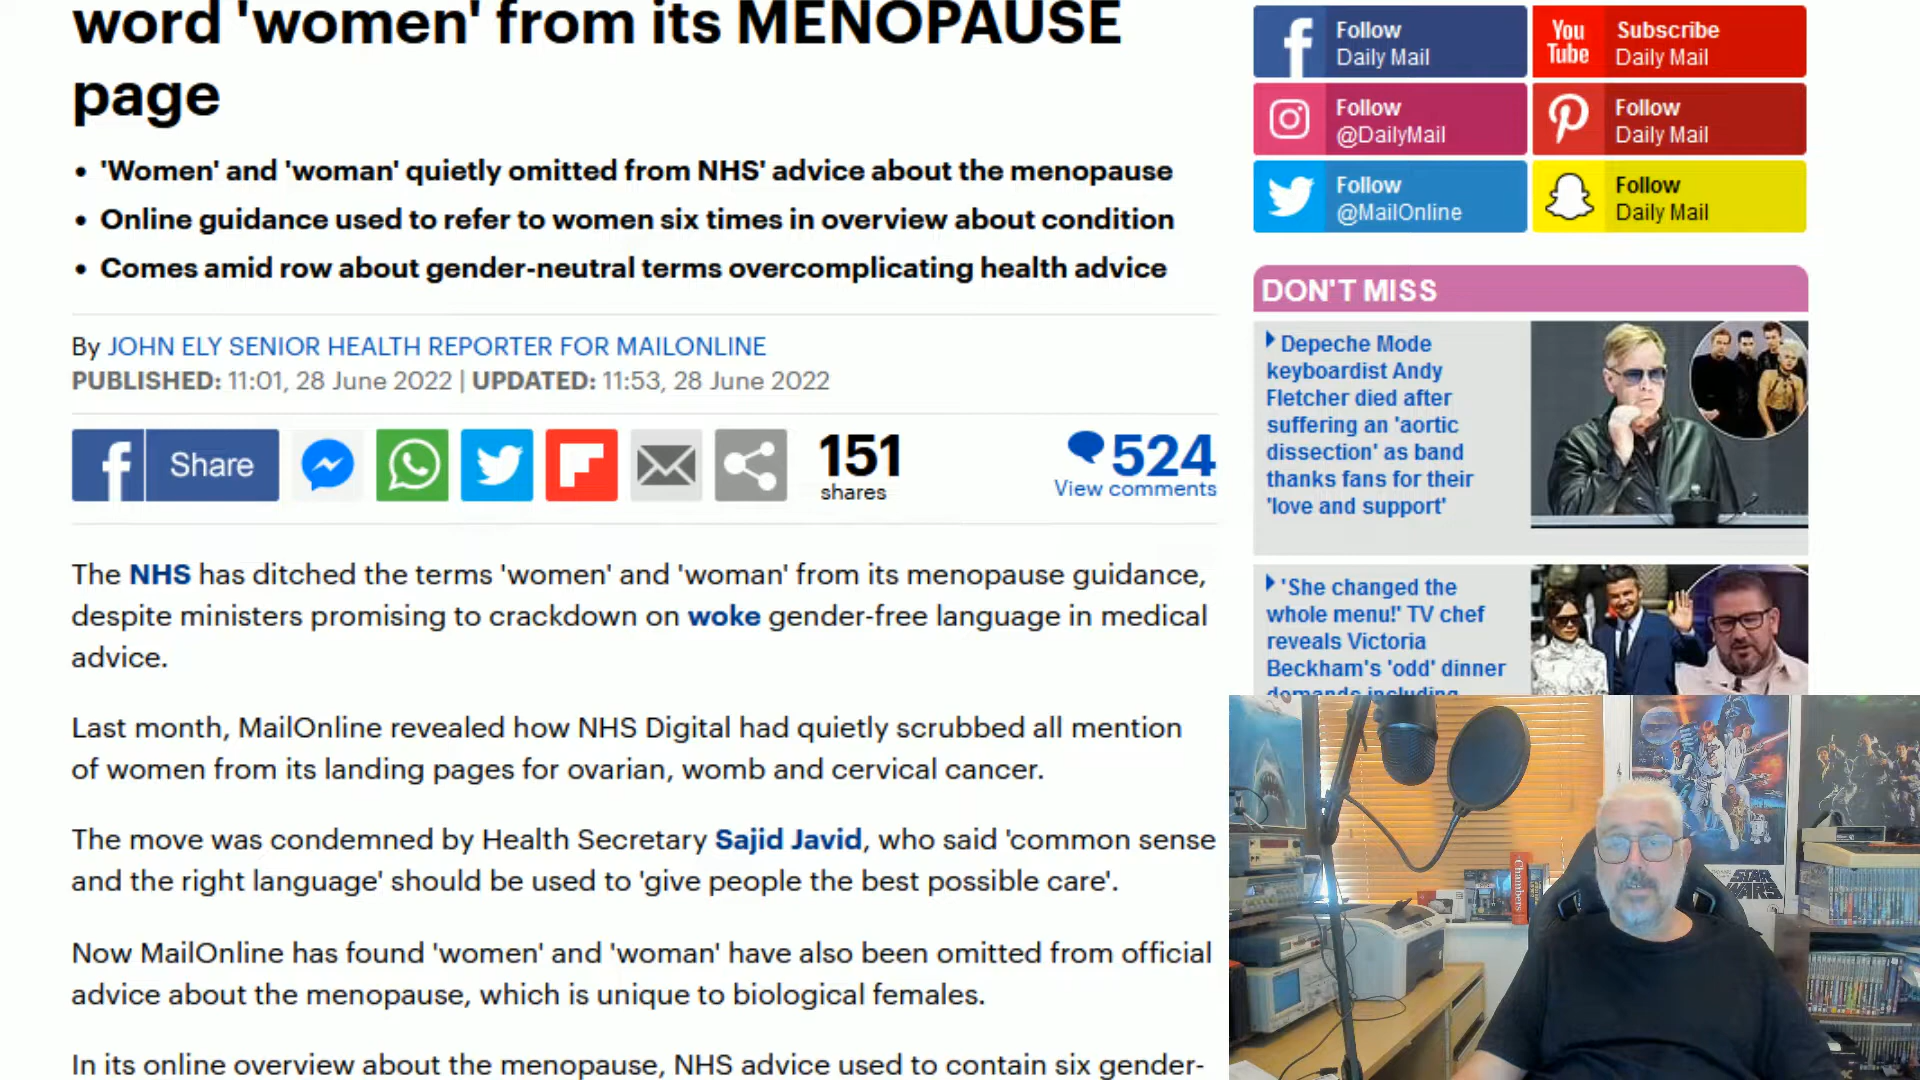 word 'women' from its MENOPAUSE
page
• 'Women' and 'woman' quietly omitted from NHS' advice about the menopause
• Online guidance used to refer to women six times in overview about condition
• Comes amid row about gender-neutral terms overcomplicating health advice
By JOHN ELY SENIOR HEALTH REPORTER FOR MAILONLINE
PUBLISHED: 11:01, 28 June 2022 | UPDATED: 11:53, 28 June 2022
Share
151
shares
524
View comments
The NHS has ditched the terms 'women' and 'woman' from its menopause guidance,
despite ministers promising to crackdown on woke gender-free language in medical
advice.
Last month, MailOnline revealed how NHS Digital had quietly scrubbed all mention
of women from its landing pages for ovarian, womb and cervical cancer.
The move was condemned by Health Secretary Sajid Javid, who said 'common sense
and the right language' should be used to 'give people the best possible care'.
Now MailOnline has found 'women' and 'woman' have also been omitted from official
advice about the menopause, which is unique to biological females.
In its online overview about the menopause, NHS advice used to contain six gender-
Follow
Daily Mail
You
Tube
Subscribe
Daily Mail
Follow
@DailyMail
Follow
Daily Mail
Follow
@MailOnline
Follow
Daily Mail
DON'T MISS
Depeche Mode
keyboardist Andy
Fletcher died after
suffering an 'aortic
dissection' as band
thanks fans for their
'love and support'
'She changed the
whole menu!' TV chef
reveals Victoria
Beckham's 'odd' dinner
demands including
Chambers
STAR
WARS